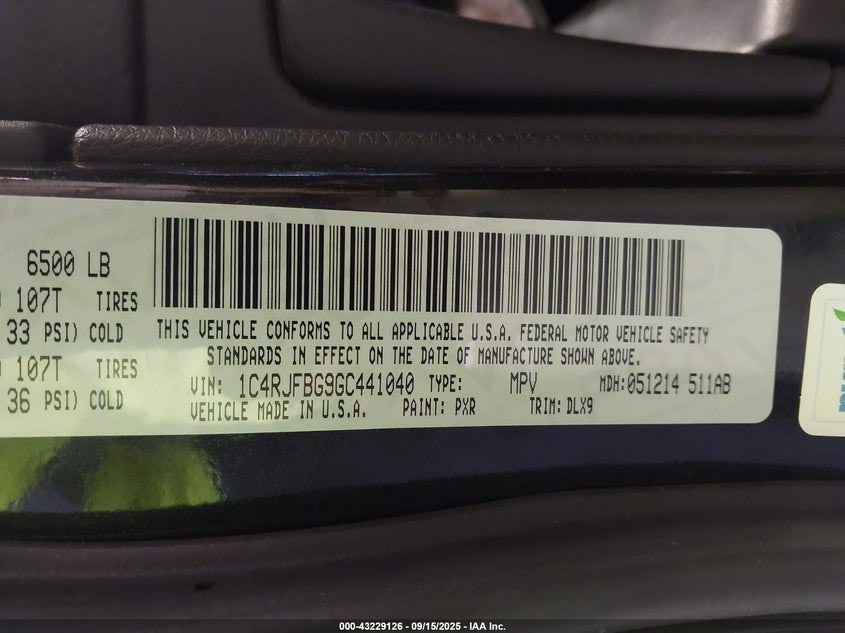 6500 LB
107T TIRES
33 PSI) COLD
107T TIRES
36 PSI) COLD
THIS VEHICLE CONFORMS TO ALL APPLICABLE U.S.A. FEDERAL MOTOR VEHICLE SAFETY
STANDARDS IN EFFECT ON THE DATE OF MANUFACTURE SHOWN ABOVE.
VIN: 1C4RJFBG9GC441040 TYPE: MPV MDH: 051214 511AB
VEHICLE MADE IN U.S.A. PAINT: PXR TRIM: DLX9
000-43229126 - 09/15/2025 - IAA Inc.